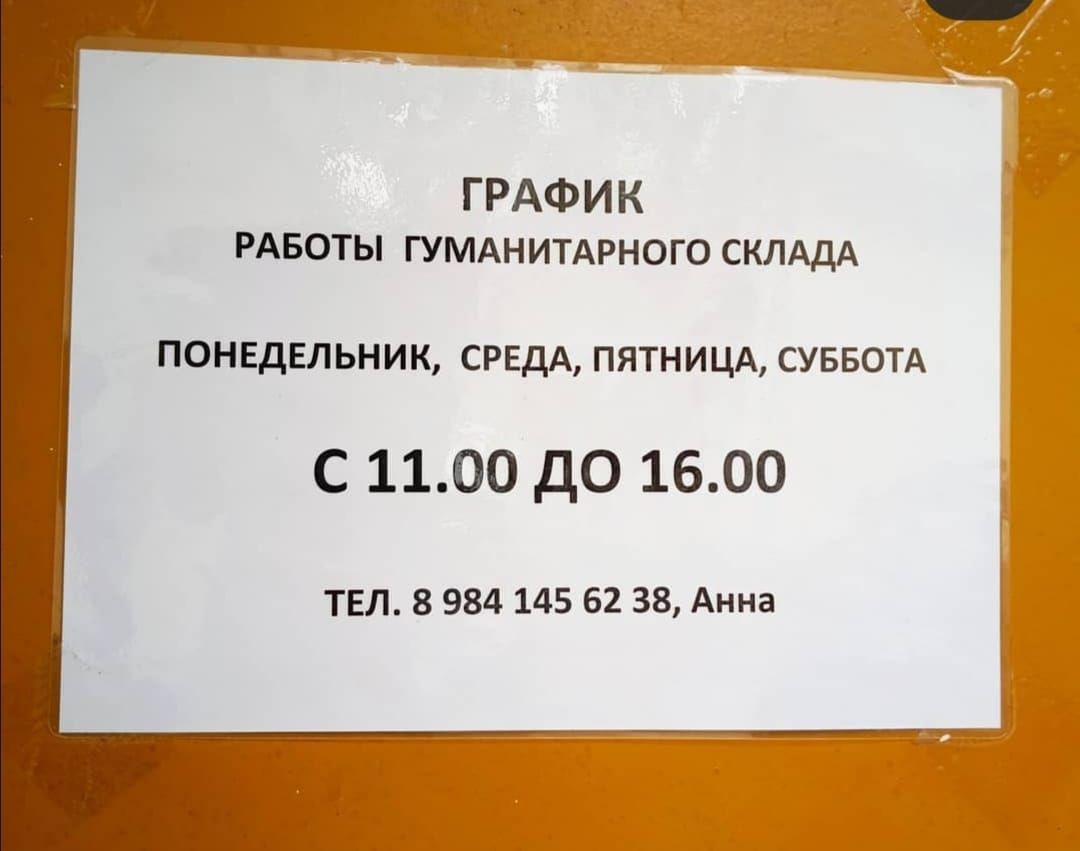 ГРАФИК
РАБОТЫ ГУМАНИТАРНОГО СКЛАДА
ПОНЕДЕЛЬНИК, СРЕДА, ПЯТНИЦА, СУББОТА
С 11.00 ДО 16.00
ТЕЛ. 8 984 145 62 38, Анна